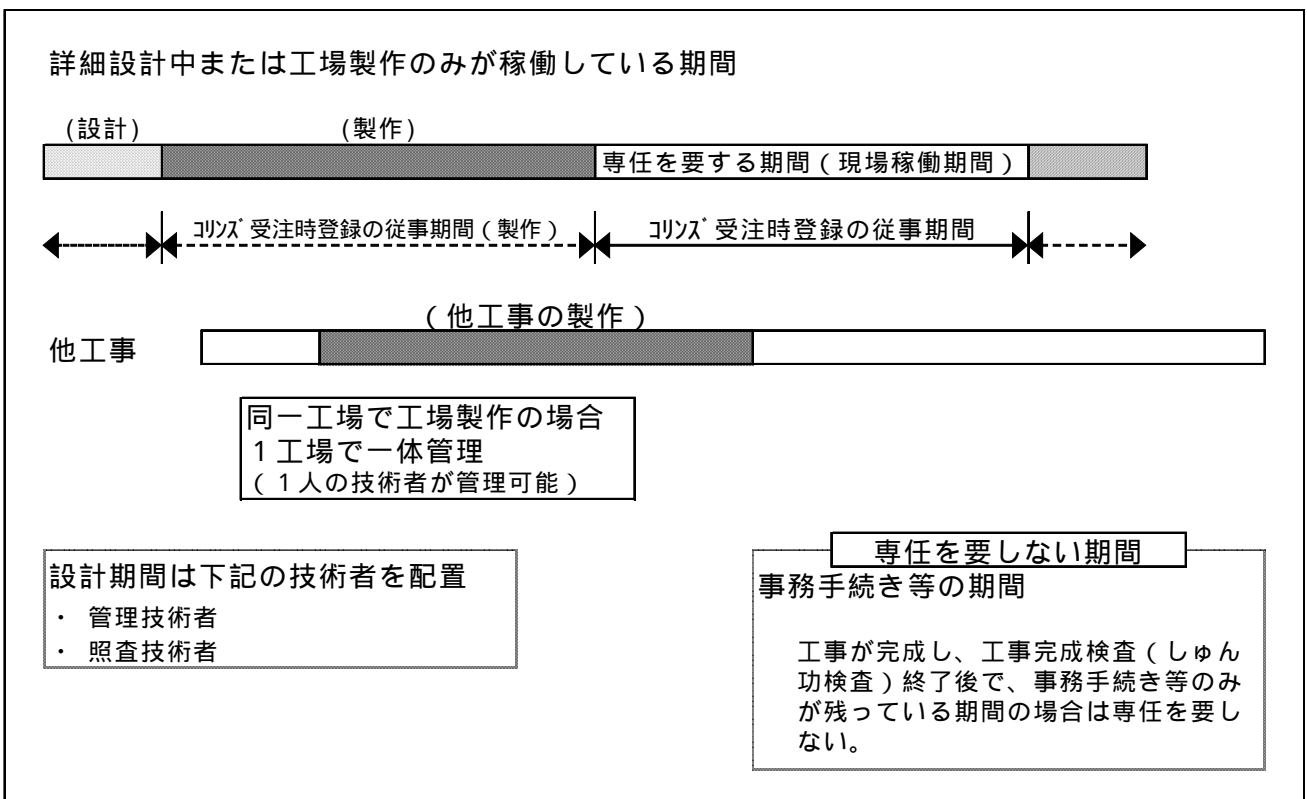 詳細設計中または工場製作のみが稼働している期間
(設計)
(製作)
専任を要する期間(現場稼働期間)
ｺﾘﾝｽﾞ受注時登録の従事期間(製作)
ｺﾘﾝｽﾞ受注時登録の従事期間
(他工事の製作)
他工事
同一工場で工場製作の場合
1工場で一体管理
(1人の技術者が管理可能)
設計期間は下記の技術者を配置
・ 管理技術者
・ 照査技術者
専任を要しない期間
事務手続き等の期間
工事が完成し、工事完成検査(しゅん
功検査)終了後で、事務手続き等のみ
が残っている期間の場合は専任を要し
ない。